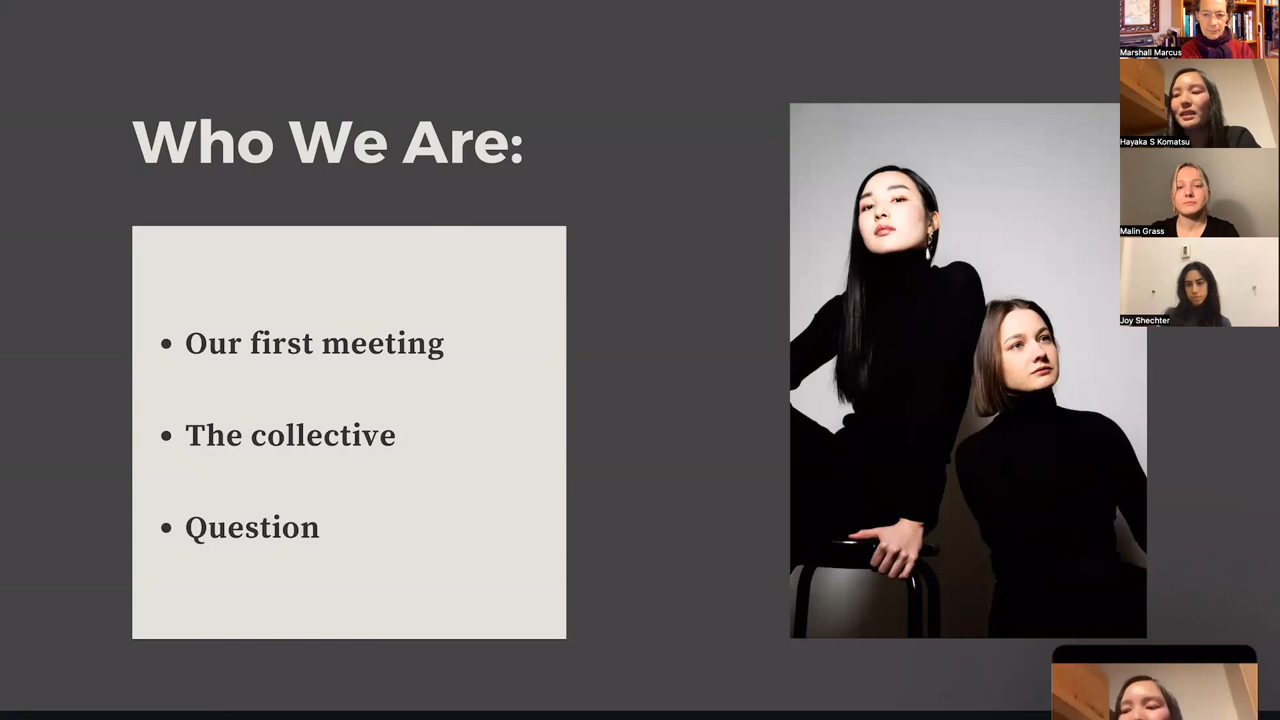 Who We Are:
• Our first meeting
• The collective
• Question
Marshall Marcus
Hayaka S Komatsu
Malin Grass
Joy Shechter